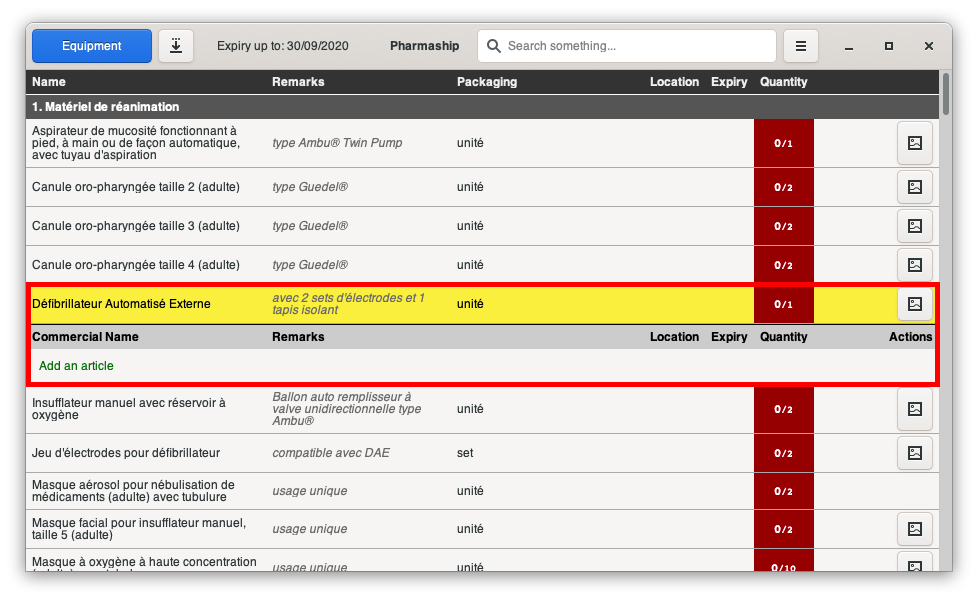 Equipment
Expiry up to: 30/09/2020
Pharmaship
Search something...
Name Remarks Packaging Location Expiry Quantity
1. Matériel de réanimation
Aspirateur de mucosité fonctionnant à
pied, à main ou de façon automatique,
avec tuyau d'aspiration
type Ambu® Twin Pump
unité
0/1
Canule oro-pharyngée taille 2 (adulte)
type Guedel®
unité
0/2
Canule oro-pharyngée taille 3 (adulte)
type Guedel®
unité
0/2
Canule oro-pharyngée taille 4 (adulte)
type Guedel®
unité
0/2
Défibrillateur Automatisé Externe
avec 2 sets d'électrodes et 1
tapis isolant
unité
0/1
Commercial Name Remarks Location Expiry Quantity Actions
Add an article
Insufflateur manuel avec réservoir à
oxygène
Ballon auto remplisseur à
valve unidirectionnelle type
Ambu®
unité
0/2
Jeu d'électrodes pour défibrillateur
compatible avec DAE
set
0/2
Masque aérosol pour nébulisation de
médicaments (adulte) avec tubulure
usage unique
unité
0/2
Masque facial pour insufflateur manuel,
taille 5 (adulte)
usage unique
unité
0/2
Masque à oxygène à haute concentration
usage unique
unité
0/10